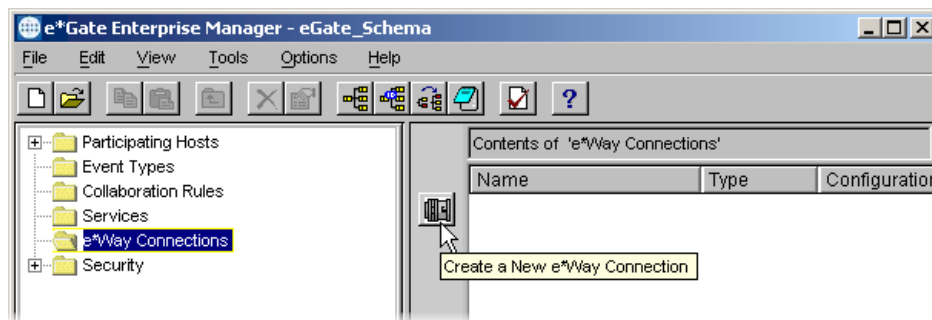 e*Gate Enterprise Manager - eGate_Schema
File Edit View Tools Options Help
Participating Hosts
Event Types
Collaboration Rules
Services
e*Way Connections
Security
Contents of 'e*Way Connections'
Name Type Configuration
Create a New e*Way Connection